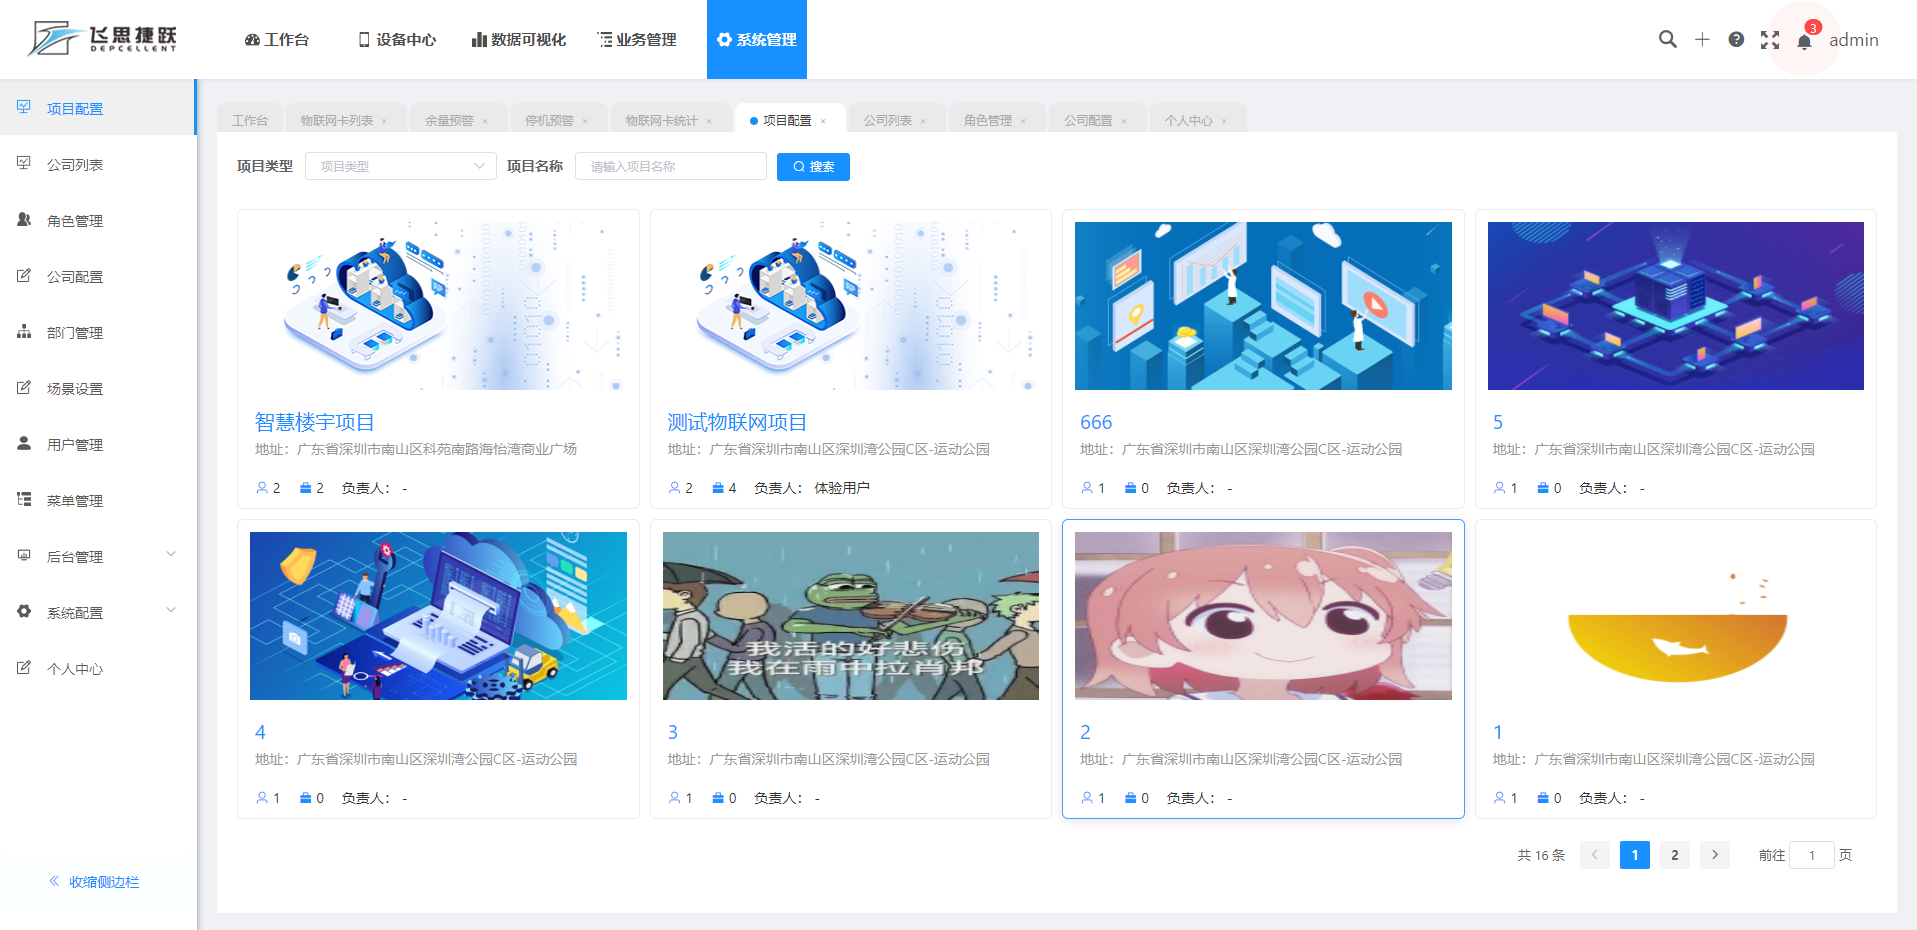 飞思捷跃
DEPCELLENT
工作台
设备中心
数据可视化
业务管理
系统管理
3
admin
项目配置
公司列表
角色管理
公司配置
部门管理
场景设置
用户管理
菜单管理
后台管理
系统配置
个人中心
收缩侧边栏
工作台
物联网卡列表 ×
余量预警 ×
停机预警 ×
物联网卡统计 ×
项目配置 ×
公司列表 ×
角色管理 ×
公司配置 ×
个人中心 ×
项目类型
项目类型
项目名称
请输入项目名称
搜索
智慧楼宇项目
地址：广东省深圳市南山区科苑南路海怡湾商业广场
2 2 负责人： -
测试物联网项目
地址：广东省深圳市南山区深圳湾公园C区-运动公园
2 4 负责人： 体验用户
666
地址：广东省深圳市南山区深圳湾公园C区-运动公园
1 0 负责人： -
5
地址：广东省深圳市南山区深圳湾公园C区-运动公园
1 0 负责人： -
4
地址：广东省深圳市南山区深圳湾公园C区-运动公园
1 0 负责人： -
我活的好悲伤
我在雨中拉肖邦
3
地址：广东省深圳市南山区深圳湾公园C区-运动公园
1 0 负责人： -
2
地址：广东省深圳市南山区深圳湾公园C区-运动公园
1 0 负责人： -
1
地址：广东省深圳市南山区深圳湾公园C区-运动公园
1 0 负责人： -
共 16 条 1 2 前往 1 页